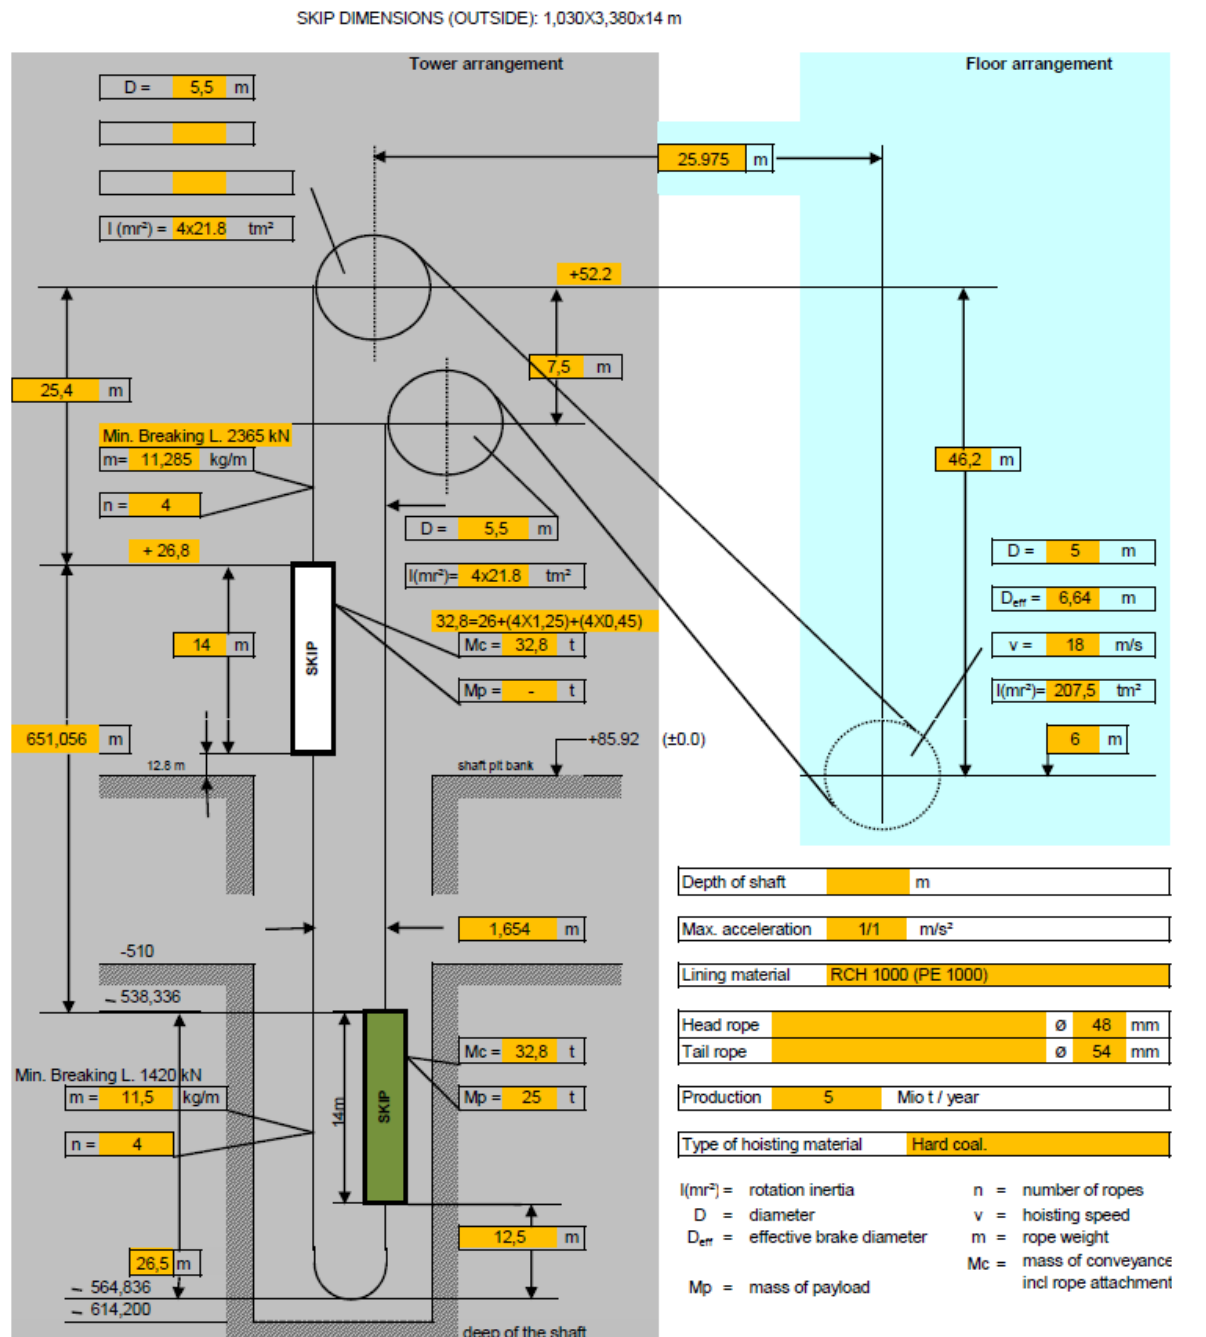 SKIP DIMENSIONS (OUTSIDE): 1,030X3,380x14 m
Tower arrangement
Floor arrangement
D = 5,5 m
25.975 m
I (mr²) = 4x21.8 tm²
+52.2
7,5 m
25,4 m
Min. Breaking L. 2365 kN
m= 11,285 kg/m
46,2 m
n = 4
D = 5,5 m
+ 26,8
D = 5 m
I(mr²)= 4x21.8 tm²
Deff = 6,64 m
32,8=26+(4X1,25)+(4X0,45)
14 m
SKIP
Mc = 32,8 t
v = 18 m/s
Mp = - t
I(mr²)= 207,5 tm²
651,056 m
+85.92 (±0.0)
6 m
12.8 m
shaft pit bank
Depth of shaft m
1,654 m
Max. acceleration 1/1 m/s²
-510
Lining material RCH 1000 (PE 1000)
– 538,336
Head rope ø 48 mm
Tail rope ø 54 mm
Mc = 32,8 t
Min. Breaking L. 1420 kN
m = 11,5 kg/m
14m
SKIP
Mp = 25 t
Production 5 Mio t / year
n = 4
Type of hoisting material Hard coal.
I(mr²) = rotation inertia
n = number of ropes
D = diameter
v = hoisting speed
12,5 m
Deff = effective brake diameter
m = rope weight
26,5 m
Mc = mass of conveyance
incl rope attachment
Mp = mass of payload
– 564,836
– 614,200
deep of the shaft